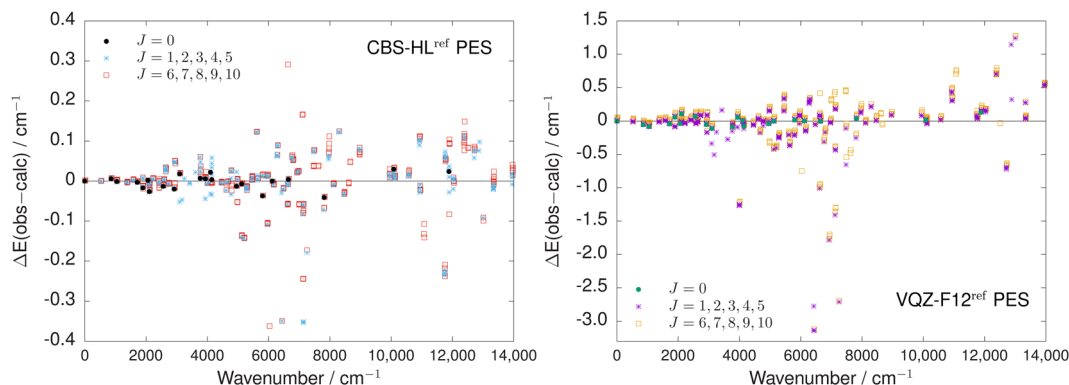 0.4
0.3
0.2
0.1
0
-0.1
-0.2
-0.3
-0.4
ΔE(obs−calc) / cm⁻¹
J = 0
J = 1, 2, 3, 4, 5
J = 6, 7, 8, 9, 10
CBS-HLʳᵉᶠ PES
0 2000 4000 6000 8000 10,000 12,000 14,000
Wavenumber / cm⁻¹
1.5
1.0
0.5
0
-0.5
-1.0
-1.5
-2.0
-2.5
-3.0
ΔE(obs−calc) / cm⁻¹
J = 0
J = 1, 2, 3, 4, 5
J = 6, 7, 8, 9, 10
VQZ-F12ʳᵉᶠ PES
0 2000 4000 6000 8000 10,000 12,000 14,000
Wavenumber / cm⁻¹